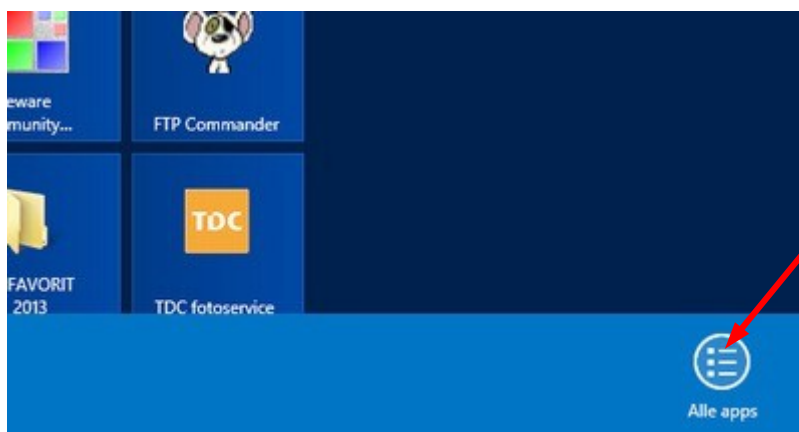 eware
munity...
FTP Commander
TDC
FAVORIT
2013
TDC fotoservice
Alle apps